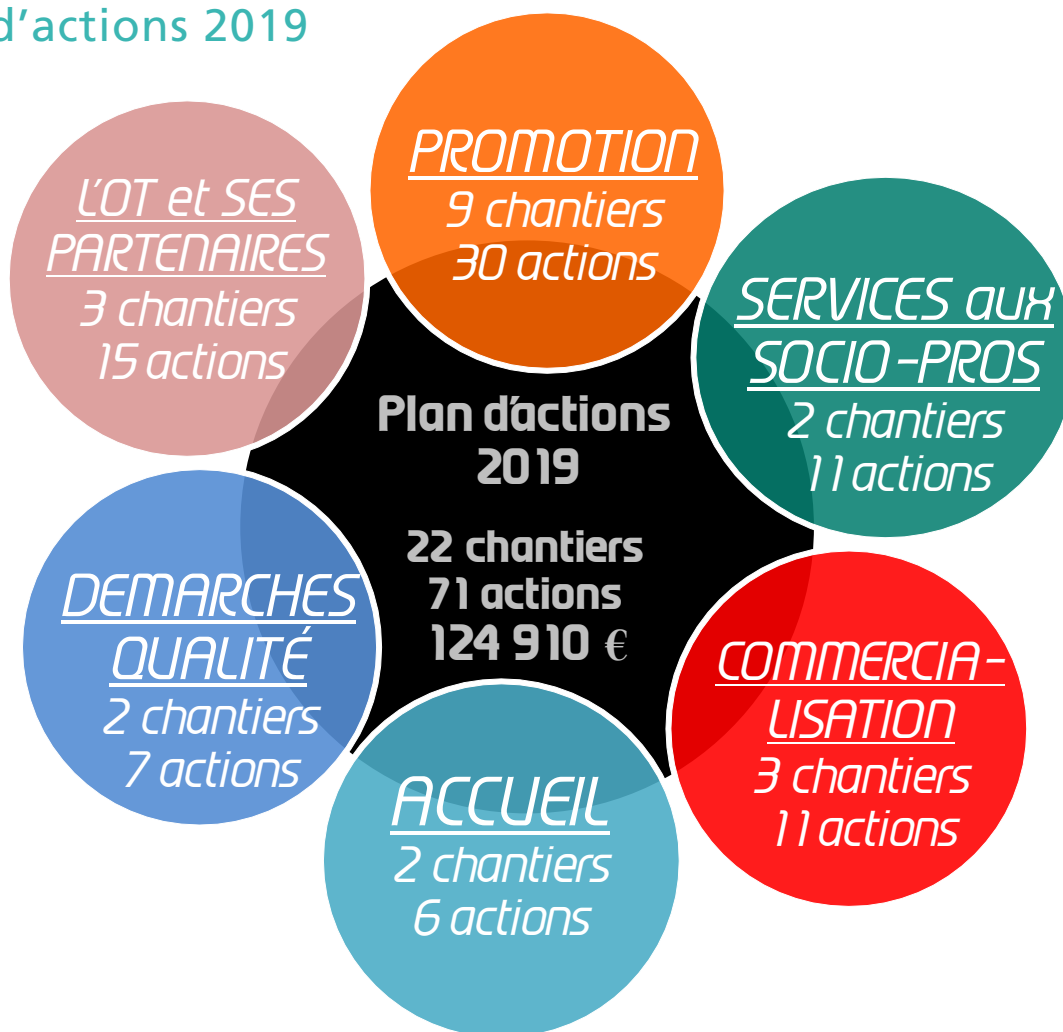 d'actions 2019
PROMOTION
9 chantiers
30 actions
L'OT et SES
PARTENAIRES
3 chantiers
15 actions
SERVICES aux
SOCIO-PROS
2 chantiers
11 actions
Plan d'actions
2019
22 chantiers
71 actions
124 910 €
DEMARCHES
QUALITÉ
2 chantiers
7 actions
COMMERCIA-
LISATION
3 chantiers
11 actions
ACCUEIL
2 chantiers
6 actions